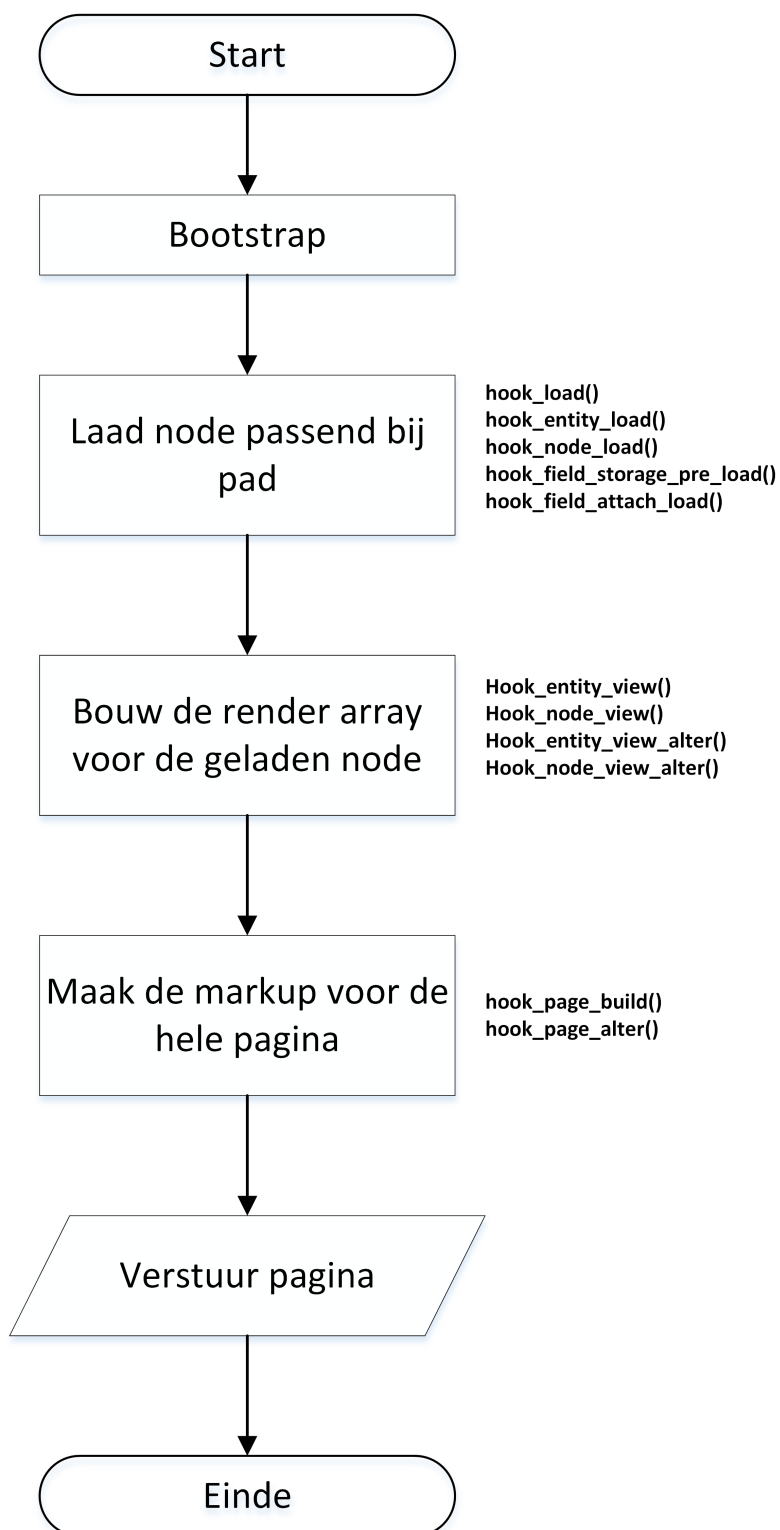 Start
Bootstrap
Laad node passend bij
pad
hook_load()
hook_entity_load()
hook_node_load()
hook_field_storage_pre_load()
hook_field_attach_load()
Bouw de render array
voor de geladen node
Hook_entity_view()
Hook_node_view()
Hook_entity_view_alter()
Hook_node_view_alter()
Maak de markup voor de
hele pagina
hook_page_build()
hook_page_alter()
Verstuur pagina
Einde